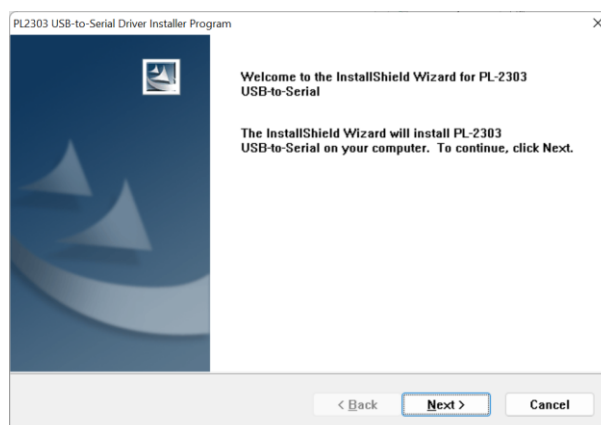 PL2303 USB-to-Serial Driver Installer Program
Welcome to the InstallShield Wizard for PL-2303
USB-to-Serial
The InstallShield Wizard will install PL-2303
USB-to-Serial on your computer. To continue, click Next.
< Back Next > Cancel